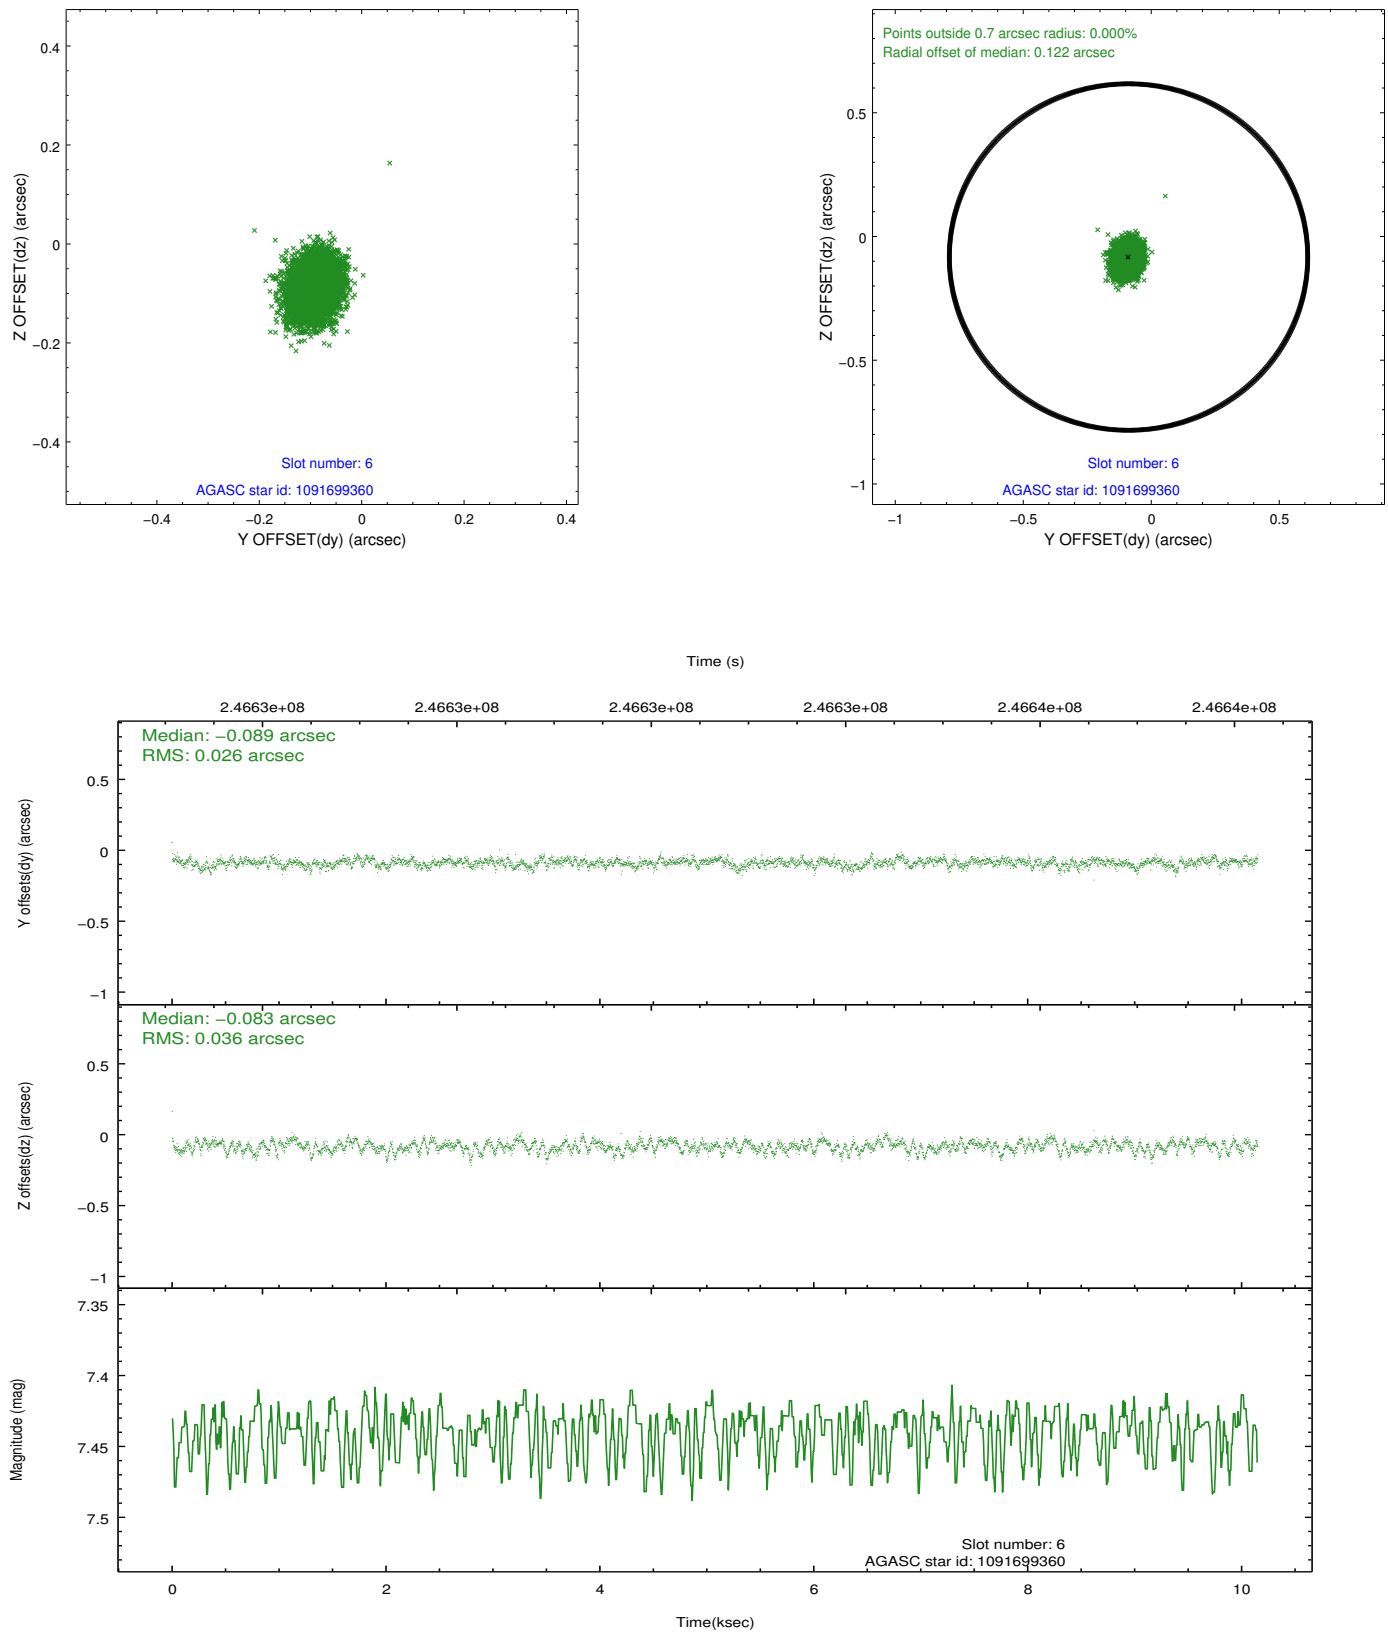 0.4
0.2
0
−0.2
−0.4
−0.4
−0.2
0
0.2
0.4
Z OFFSET(dz) (arcsec)
Y OFFSET(dy) (arcsec)
Slot number: 6
AGASC star id: 1091699360
Points outside 0.7 arcsec radius: 0.000%
Radial offset of median: 0.122 arcsec
0.5
0
−0.5
−1
−1
−0.5
0
0.5
Z OFFSET(dz) (arcsec)
Y OFFSET(dy) (arcsec)
Slot number: 6
AGASC star id: 1091699360
Time (s)
2.4663e+08
2.4663e+08
2.4663e+08
2.4663e+08
2.4664e+08
2.4664e+08
Median: −0.089 arcsec
RMS: 0.026 arcsec
0.5
0
−0.5
−1
Y offsets(dy) (arcsec)
Median: −0.083 arcsec
RMS: 0.036 arcsec
0.5
0
−0.5
−1
Z offsets(dz) (arcsec)
7.35
7.4
7.45
7.5
Magnitude (mag)
Slot number: 6
AGASC star id: 1091699360
0
2
4
6
8
10
Time(ksec)